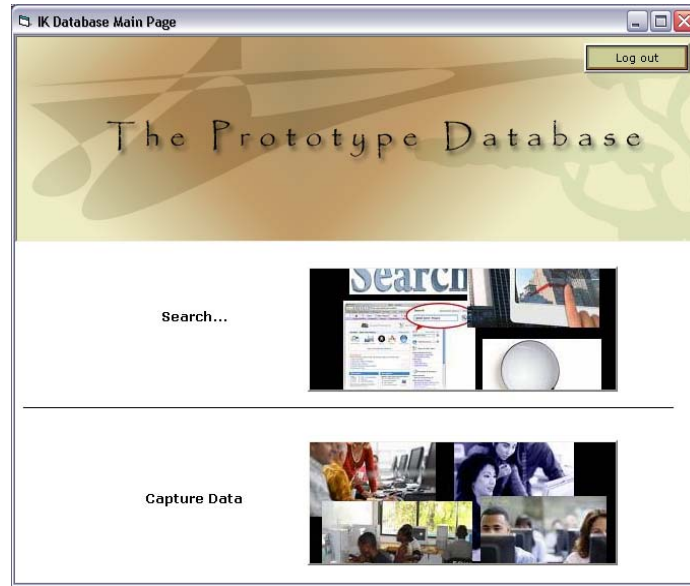 IK Database Main Page
Log out
The Prototype Database
Search...
Search
Capture Data